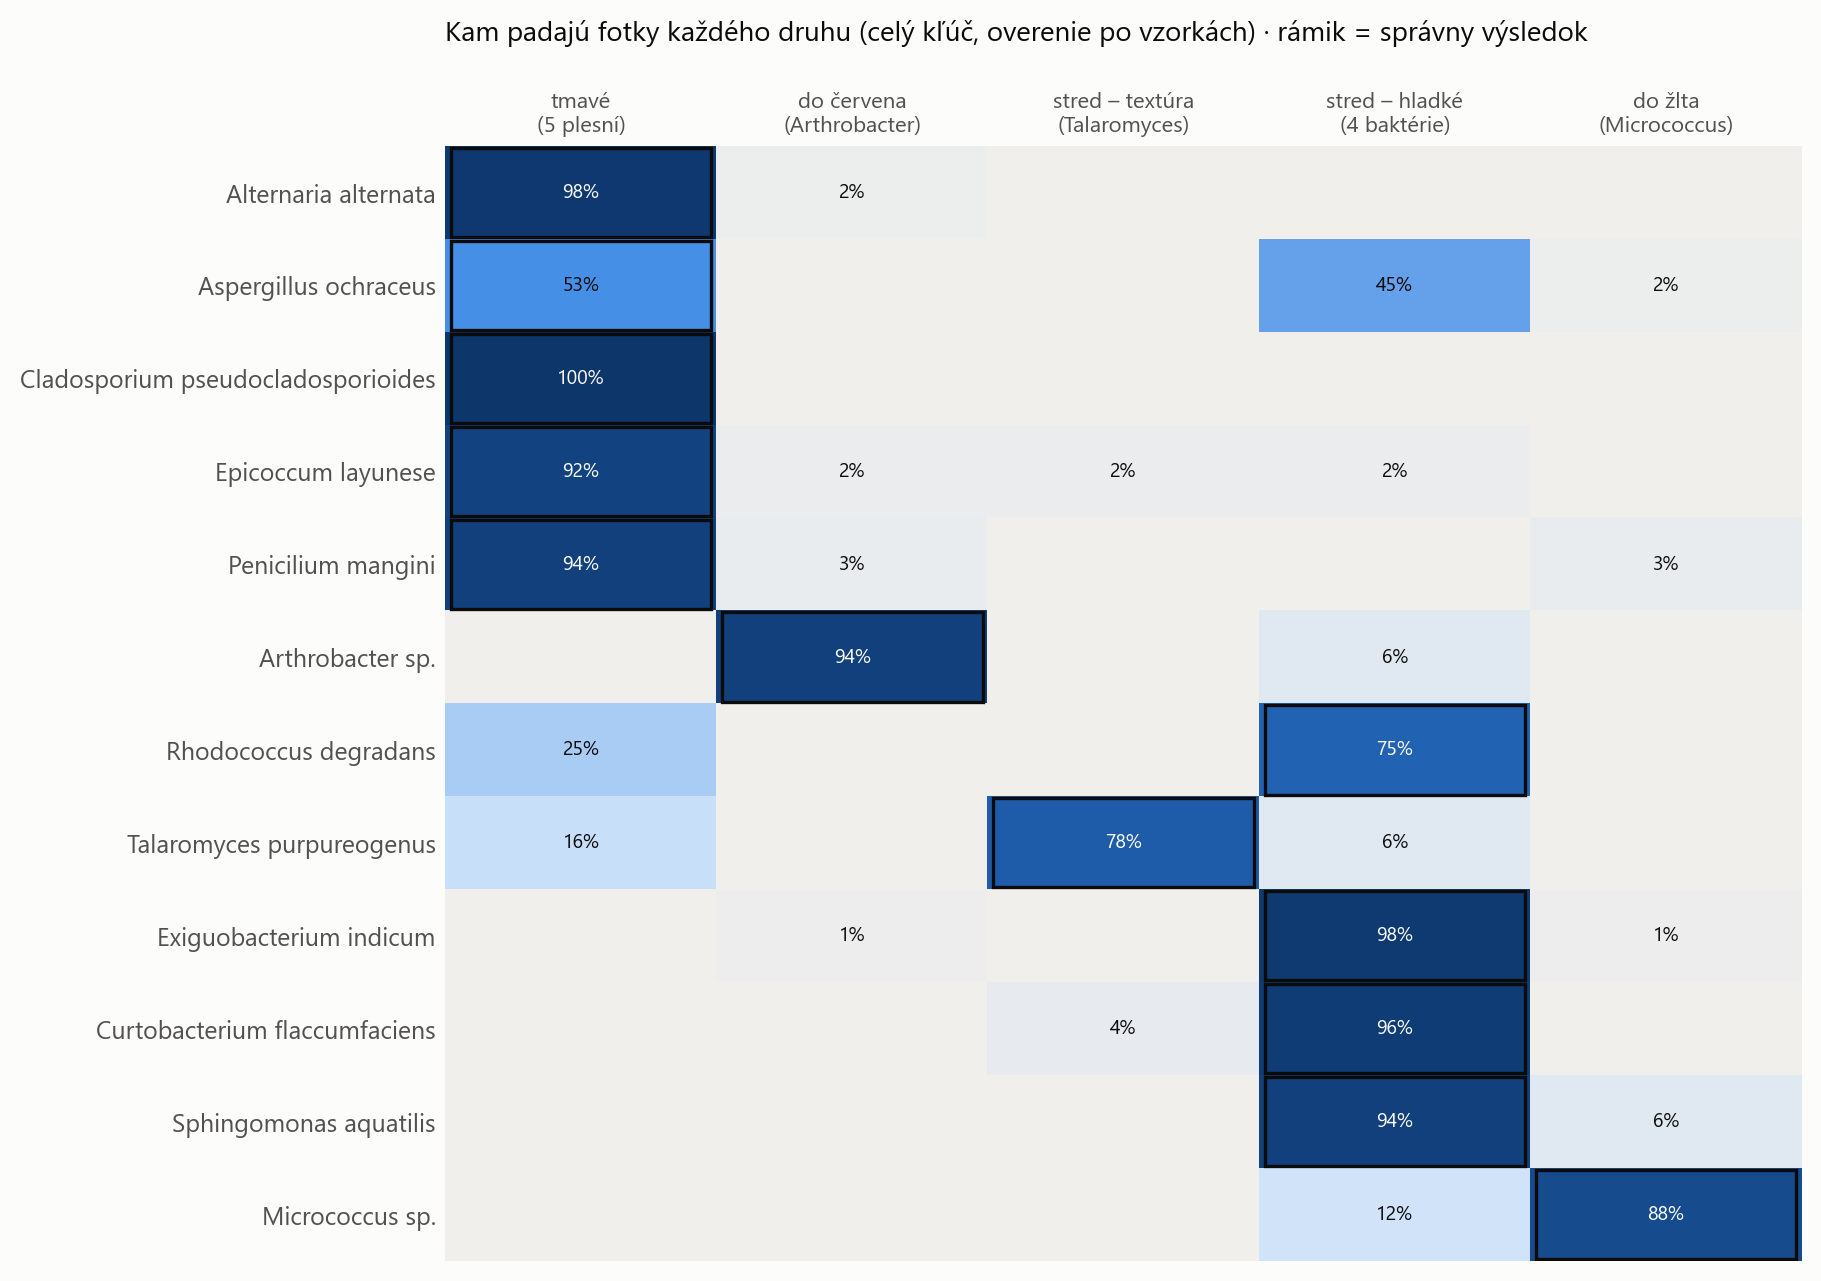 Kam padajú fotky každého druhu (celý kľúč, overenie po vzorkách) · rámik = správny výsledok
tmavé
(5 plesní)
do červena
(Arthrobacter)
stred – textúra
(Talaromyces)
stred – hladké
(4 baktérie)
do žlta
(Micrococcus)
Alternaria alternata 98% 2%
Aspergillus ochraceus 53% 45% 2%
Cladosporium pseudocladosporioides 100%
Epicoccum layunese 92% 2% 2% 2%
Penicilium mangini 94% 3% 3%
Arthrobacter sp. 94% 6%
Rhodococcus degradans 25% 75%
Talaromyces purpureogenus 16% 78% 6%
Exiguobacterium indicum 1% 98% 1%
Curtobacterium flaccumfaciens 4% 96%
Sphingomonas aquatilis 94% 6%
Micrococcus sp. 12% 88%